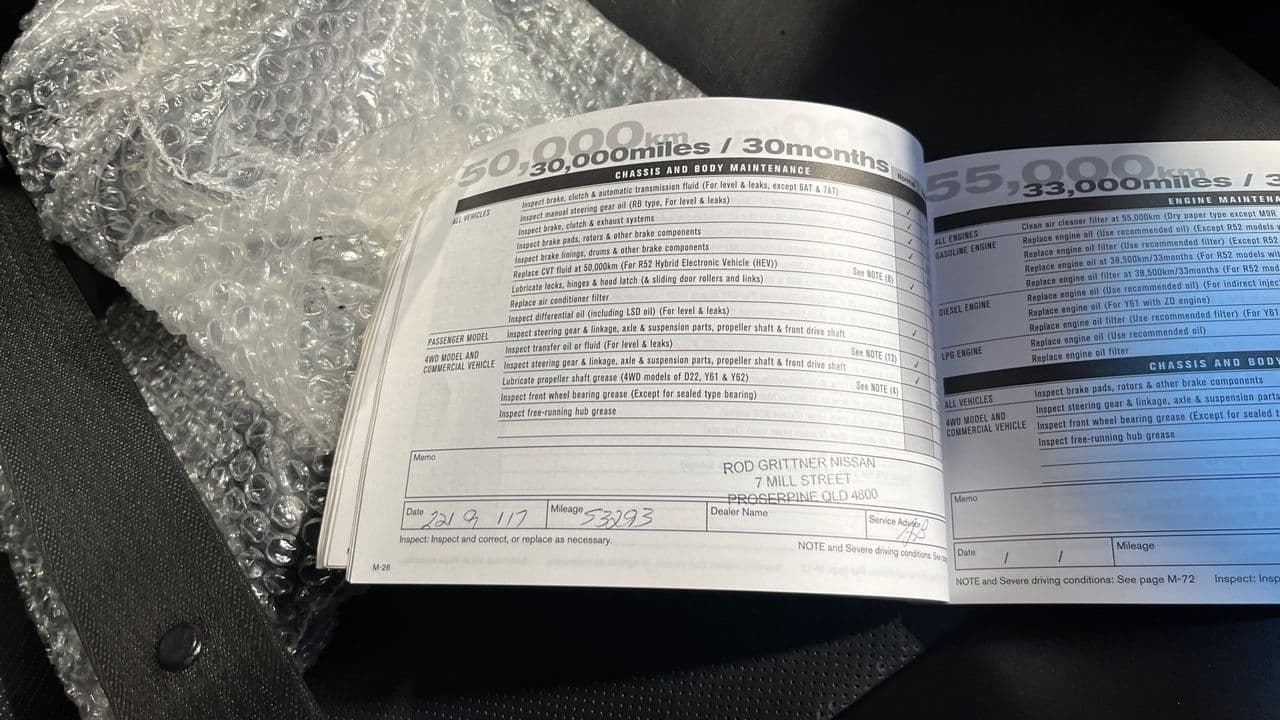 50,000km
30,000miles / 30months
CHASSIS AND BODY MAINTENANCE
ALL VEHICLES
Inspect brake, clutch & automatic transmission fluid (For level & leaks, except 6AT & 7AT)
Inspect manual steering gear oil (RB type, For level & leaks)
Inspect brake, clutch & exhaust systems
Inspect brake pads, rotors & other brake components
Inspect brake linings, drums & other brake components
Replace CVT fluid at 50,000km (For R52 Hybrid Electronic Vehicle (HEV)) See NOTE (8)
Lubricate locks, hinges & hood latch (& sliding door rollers and links)
Replace air conditioner filter
Inspect differential oil (including LSD oil) (For level & leaks)
PASSENGER MODEL
Inspect steering gear & linkage, axle & suspension parts, propeller shaft & front drive shaft
4WD MODEL AND
COMMERCIAL VEHICLE
Inspect transfer oil or fluid (For level & leaks) See NOTE (12)
Inspect steering gear & linkage, axle & suspension parts, propeller shaft & front drive shaft
Lubricate propeller shaft grease (4WD models of D22, Y61 & Y62) See NOTE (4)
Inspect front wheel bearing grease (Except for sealed type bearing)
Inspect free-running hub grease
Memo
ROD GRITTNER NISSAN
7 MILL STREET
PROSERPINE QLD 4800
Date 22/ 9 /17
Mileage 53293
Dealer Name
Service Advisor
Inspect: Inspect and correct, or replace as necessary.
NOTE and Severe driving conditions: See
M-26
55,000km
33,000miles / 3
ENGINE MAINTENA
ALL ENGINES
Clean air cleaner filter at 55,000km (Dry paper type except M9R
GASOLINE ENGINE
Replace engine oil (Use recommended oil) (Except R52 models w
Replace engine oil filter (Use recommended filter) (Except R52
Replace engine oil at 38,500km/33months (For R52 models wit
Replace engine oil filter at 38,500km/33months (For R52 mod
DIESEL ENGINE
Replace engine oil (Use recommended oil) (For indirect injec
Replace engine oil (For Y61 with ZD engine)
Replace engine oil filter (Use recommended filter) (For Y61
LPG ENGINE
Replace engine oil (Use recommended oil)
Replace engine oil filter
CHASSIS AND BODY
ALL VEHICLES
Inspect brake pads, rotors & other brake components
4WD MODEL AND
COMMERCIAL VEHICLE
Inspect steering gear & linkage, axle & suspension parts
Inspect front wheel bearing grease (Except for sealed t
Inspect free-running hub grease
Memo
Date / /
Mileage
NOTE and Severe driving conditions: See page M-72 Inspect: Insp